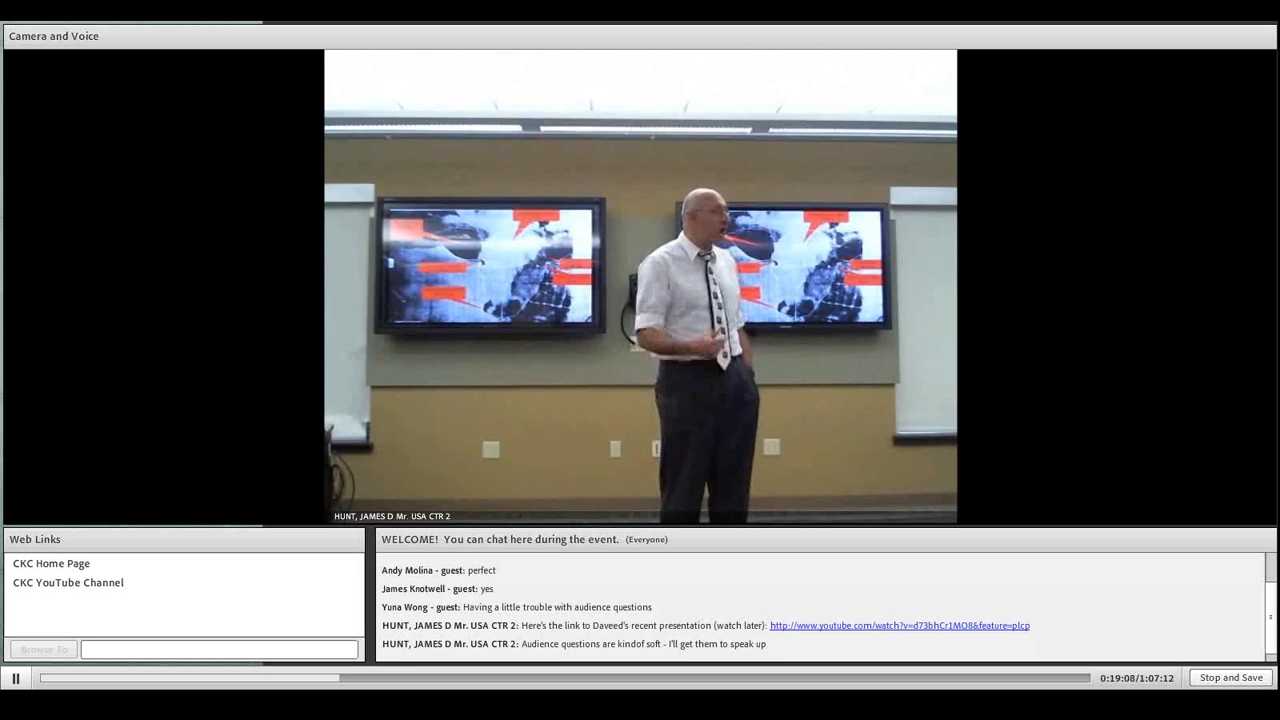 Camera and Voice
HUNT, JAMES D Mr. USA CTR 2
Web Links
CKC Home Page
CKC YouTube Channel
Browse To
WELCOME! You can chat here during the event. (Everyone)
Andy Molina - guest: perfect
James Knotwell - guest: yes
Yuna Wong - guest: Having a little trouble with audience questions
HUNT, JAMES D Mr. USA CTR 2: Here's the link to Daveed's recent presentation (watch later): http://www.youtube.com/watch?v=d73bhCr1MO8&feature=plcp
HUNT, JAMES D Mr. USA CTR 2: Audience questions are kindof soft - I'll get them to speak up
0:19:08/1:07:12
Stop and Save